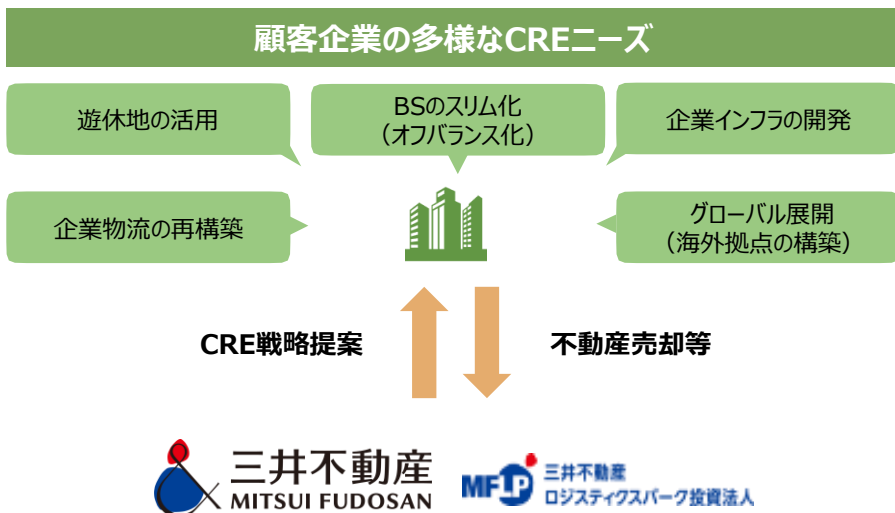 顧客企業の多様なCREニーズ
遊休地の活用
BSのスリム化
（オフバランス化）
企業インフラの開発
企業物流の再構築
グローバル展開
（海外拠点の構築）
CRE戦略提案
不動産売却等
三井不動産
MITSUI FUDOSAN
MFLP
三井不動産
ロジスティクスパーク投資法人